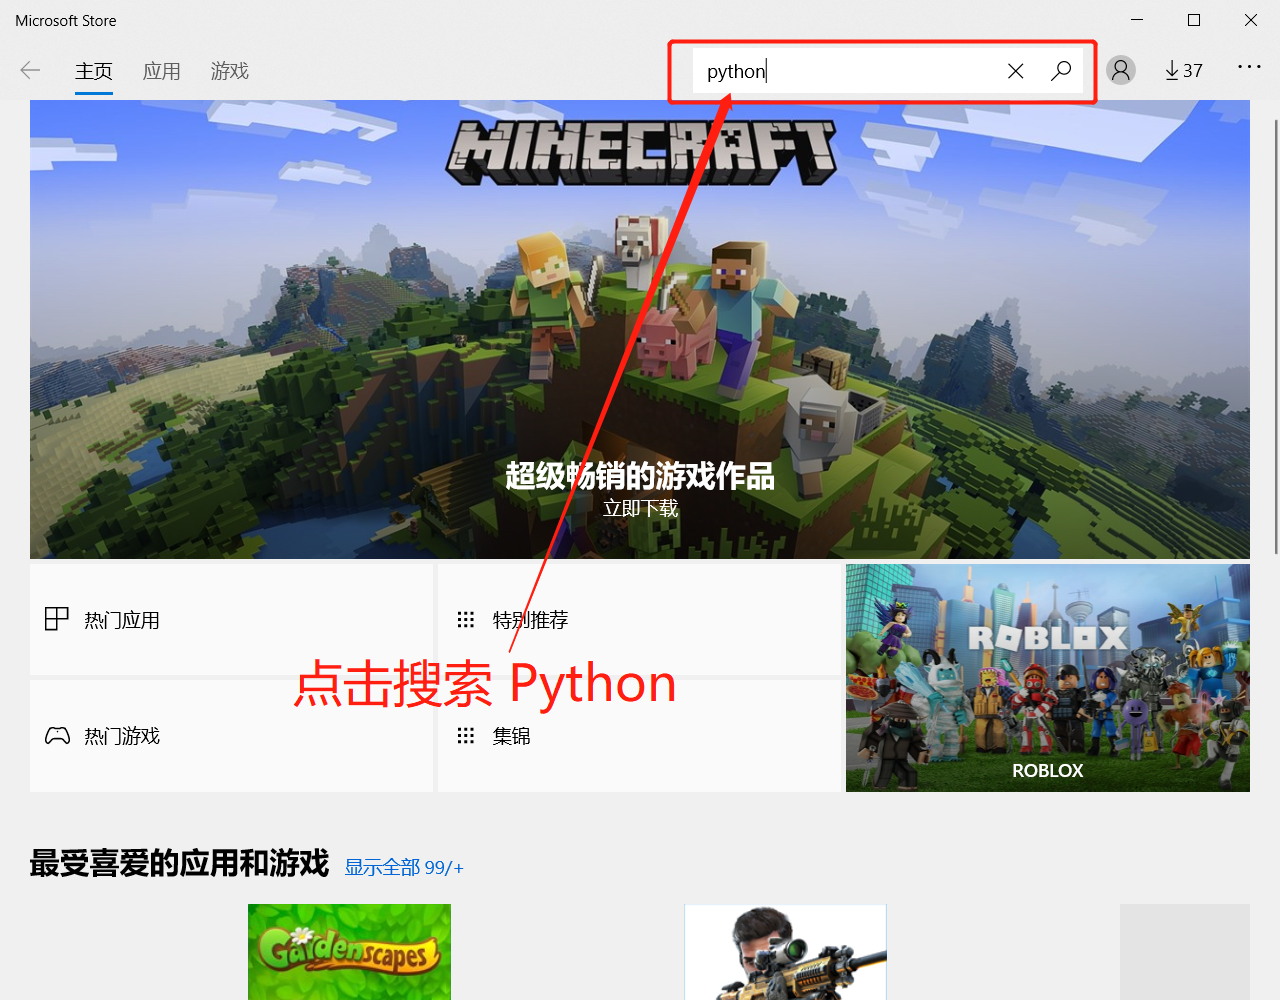 Microsoft Store
主页 应用 游戏 python 37 ...
MINECRAFT
超级畅销的游戏作品
立即下载
热门应用 特别推荐
ROBLOX
点击搜索 Python
热门游戏 集锦
ROBLOX
最受喜爱的应用和游戏 显示全部 99/+
Gardenscapes